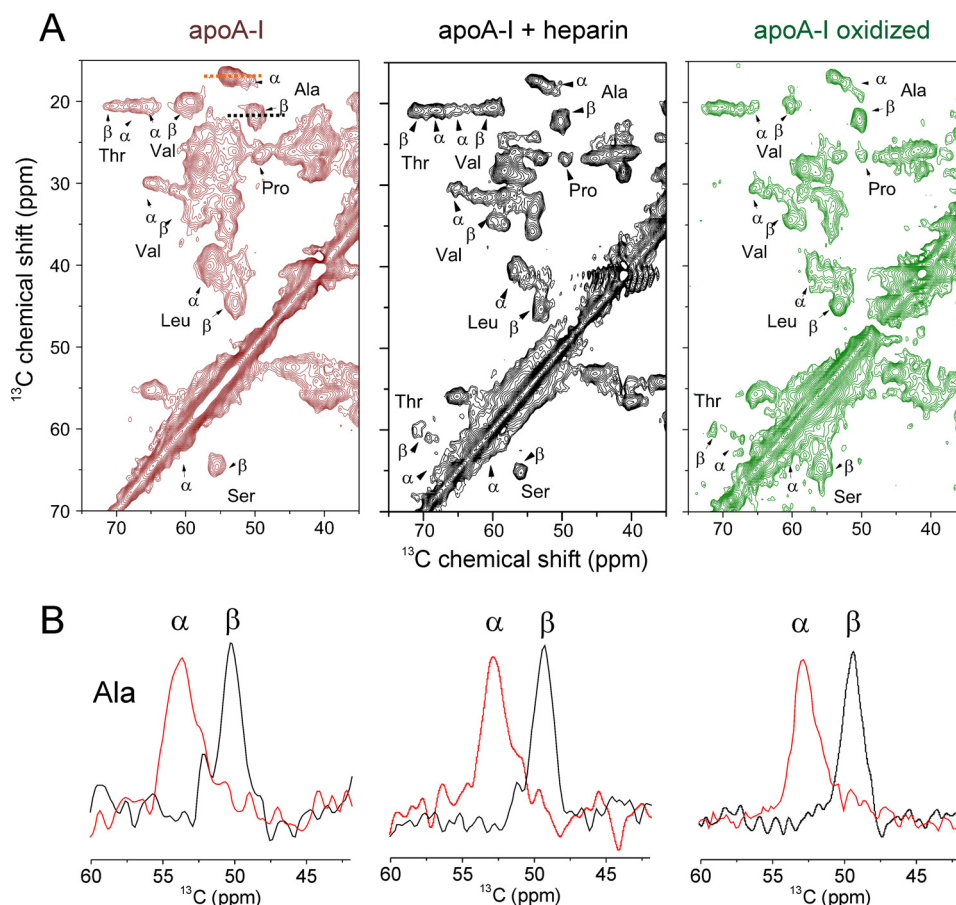 A
apoA-I
apoA-I + heparin
apoA-I oxidized
13C chemical shift (ppm)
20
30
40
50
60
70
α
Ala
β
β α α β
Thr Val
Pro
α
β
Val
α
Leu β
α
β
Ser
70 60 50 40
α
Ala
β
β α α β
Thr Val
Pro
α
β
Val
α
Leu β
Thr
β
α
α
β
Ser
70 60 50 40
α
Ala
β
α β
Val
Pro
α
β
Val
α
Leu β
Thr
β
α
α
β
Ser
70 60 50 40
13C chemical shift (ppm)
B
Ala
α β
60 55 50 45
13C (ppm)
α β
60 55 50 45
13C (ppm)
α β
60 55 50 45
13C (ppm)